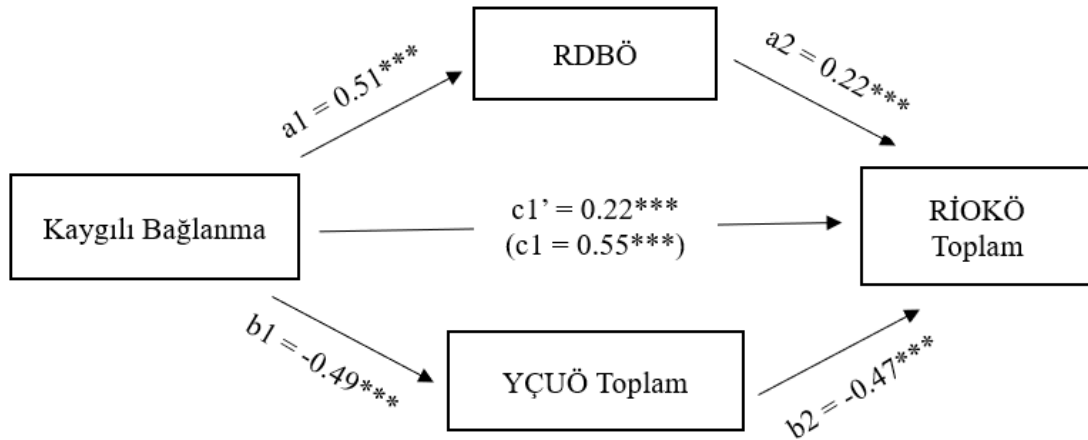 RDBÖ
a1 = 0.51***
a2 = 0.22***
Kaygılı Bağlanma
c1’ = 0.22***
(c1 = 0.55***)
RİOKÖ
Toplam
b1 = -0.49***
YÇUÖ Toplam
b2 = -0.47***